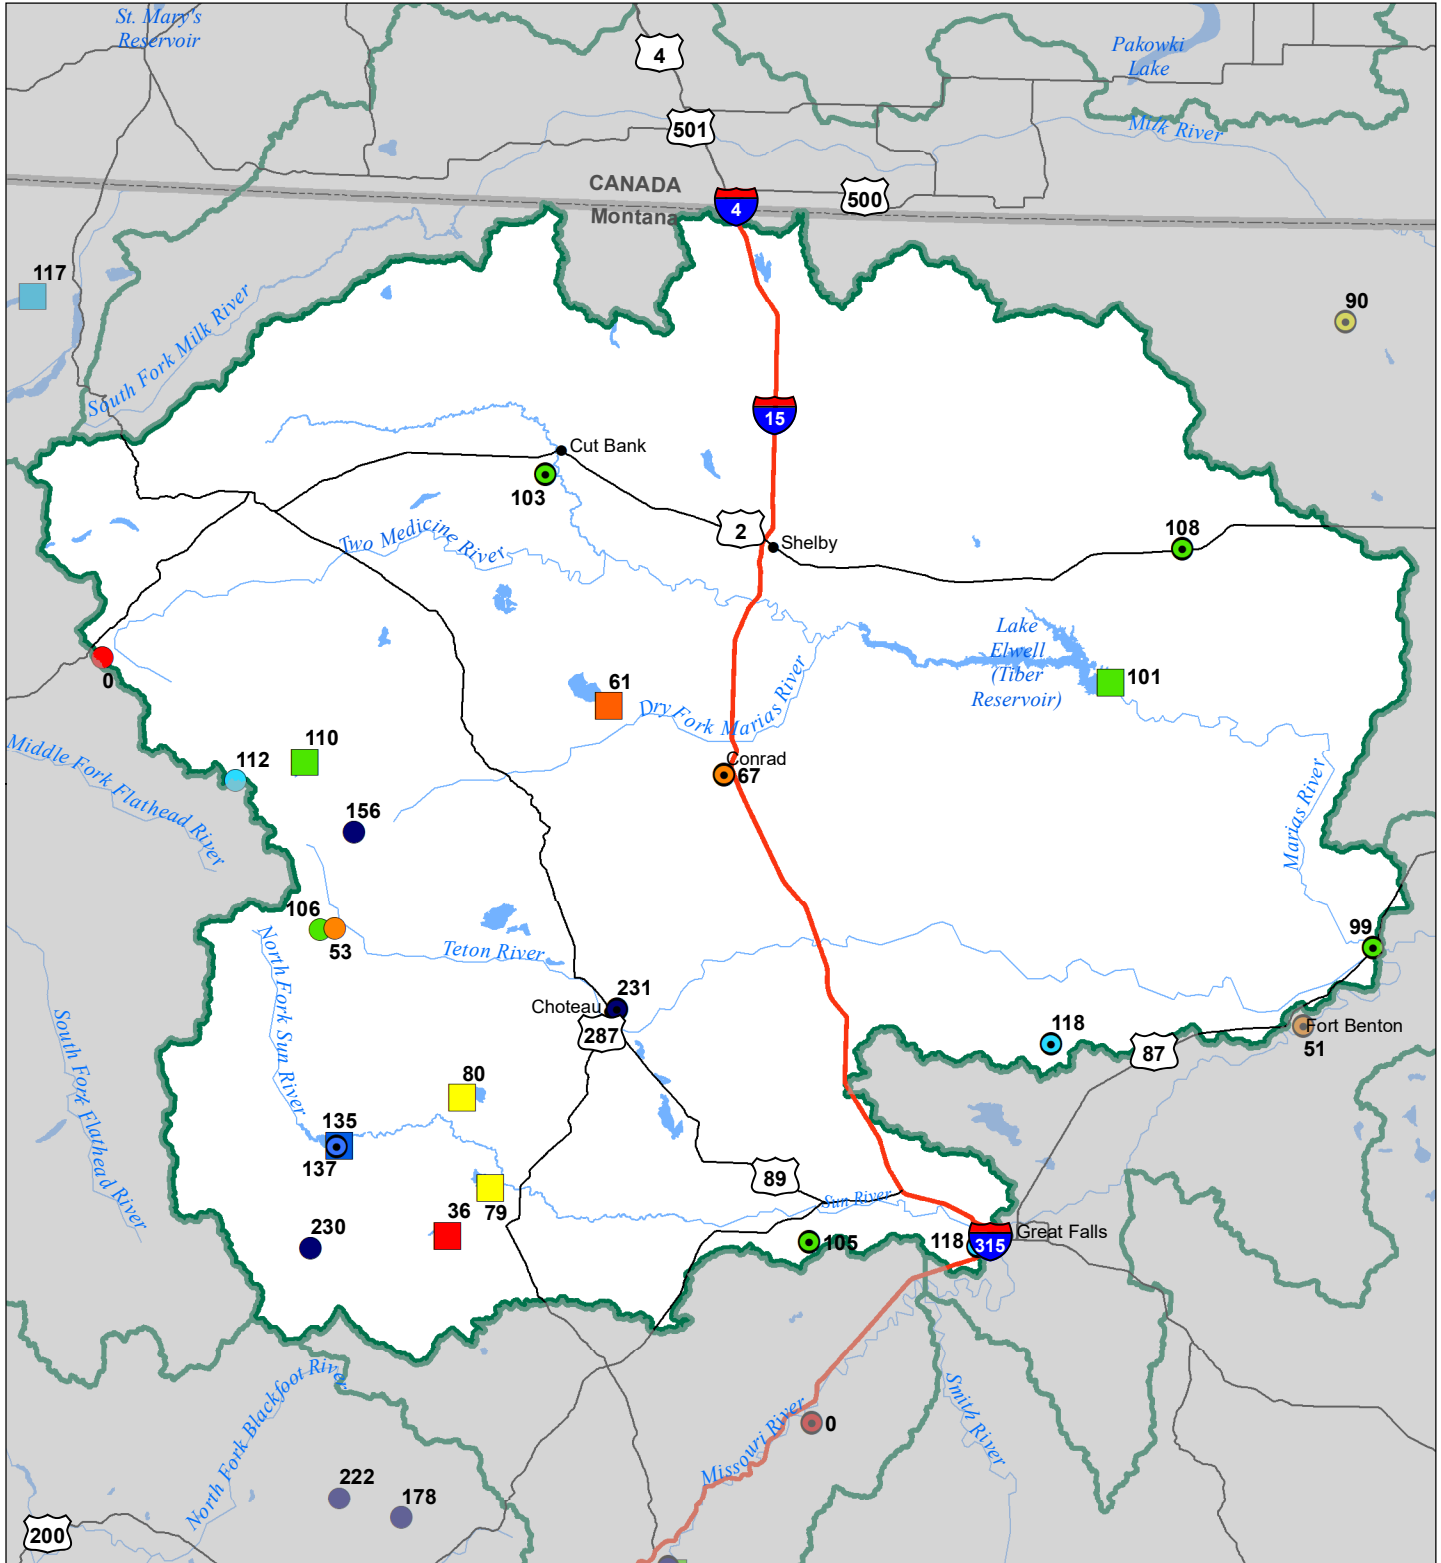 St. Mary's
Reservoir
4
Pakowki
Lake
501
Milk River
CANADA
Montana
4
500
117
90
South Fork Milk River
15
Cut Bank
103
2
Shelby
108
Two Medicine River
Lake
Elwell
(Tiber
Reservoir)
101
0
61
Dry Fork Marias River
Middle Fork Flathead River
110
112
Conrad
67
156
Marias River
106
53
99
North Fork Sun River
Teton River
231
Choteau
287
118
87
Fort Benton
51
South Fork Flathead River
80
135
137
89
36
79
Sun River
230
105
118
315
Great Falls
North Fork Blackfoot River
Missouri River
0
Smith River
222
178
200